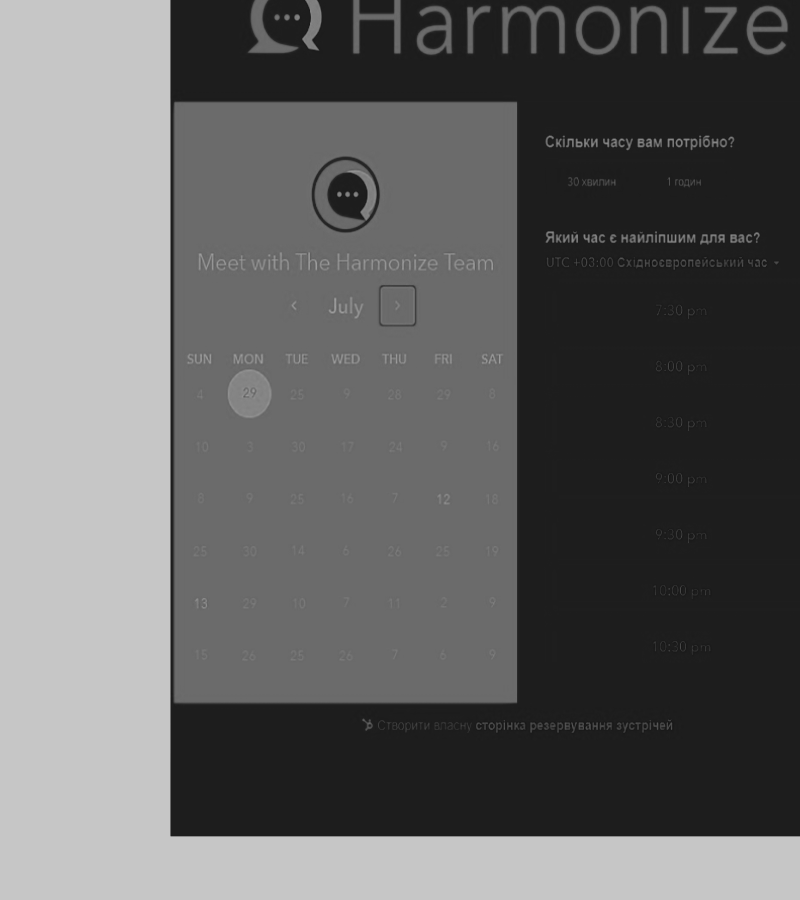 Harmonize
Meet with The Harmonize Team
July
SUN MON TUE WED THU FRI SAT
4 29 25 9 26 29 8
10 3 30 17 24 9 16
8 9 25 16 7 12 18
25 30 14 6 26 25 19
13 29 10 7 11 2 9
15 26 25 26 7 6 9
Скільки часу вам потрібно?
30 хвилин 1 годин
Який час є найліпшим для вас?
UTC +03:00 Східноєвропейський час
7:30 pm
8:00 pm
8:30 pm
9:00 pm
9:30 pm
10:00 pm
10:30 pm
Створити власну сторінка резервування зустрічей